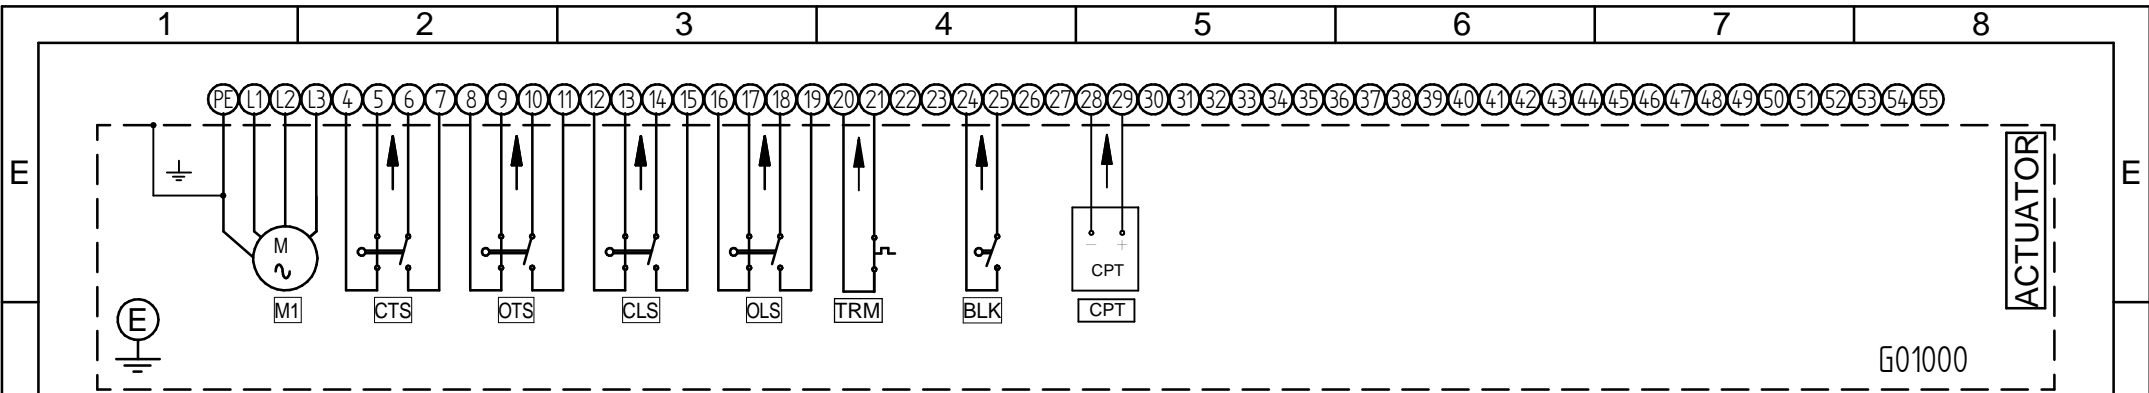 1 2 3 4 5 6 7 8
PE L1 L2 L3 4 5 6 7 8 9 10 11 12 13 14 15 16 17 18 19 20 21 22 23 24 25 26 27 28 29 30 31 32 33 34 35 36 37 38 39 40 41 42 43 44 45 46 47 48 49 50 51 52 53 54 55
E E
ACTUATOR
M
- +
CPT
M1 CTS OTS CLS OLS TRM BLK CPT
E
G01000